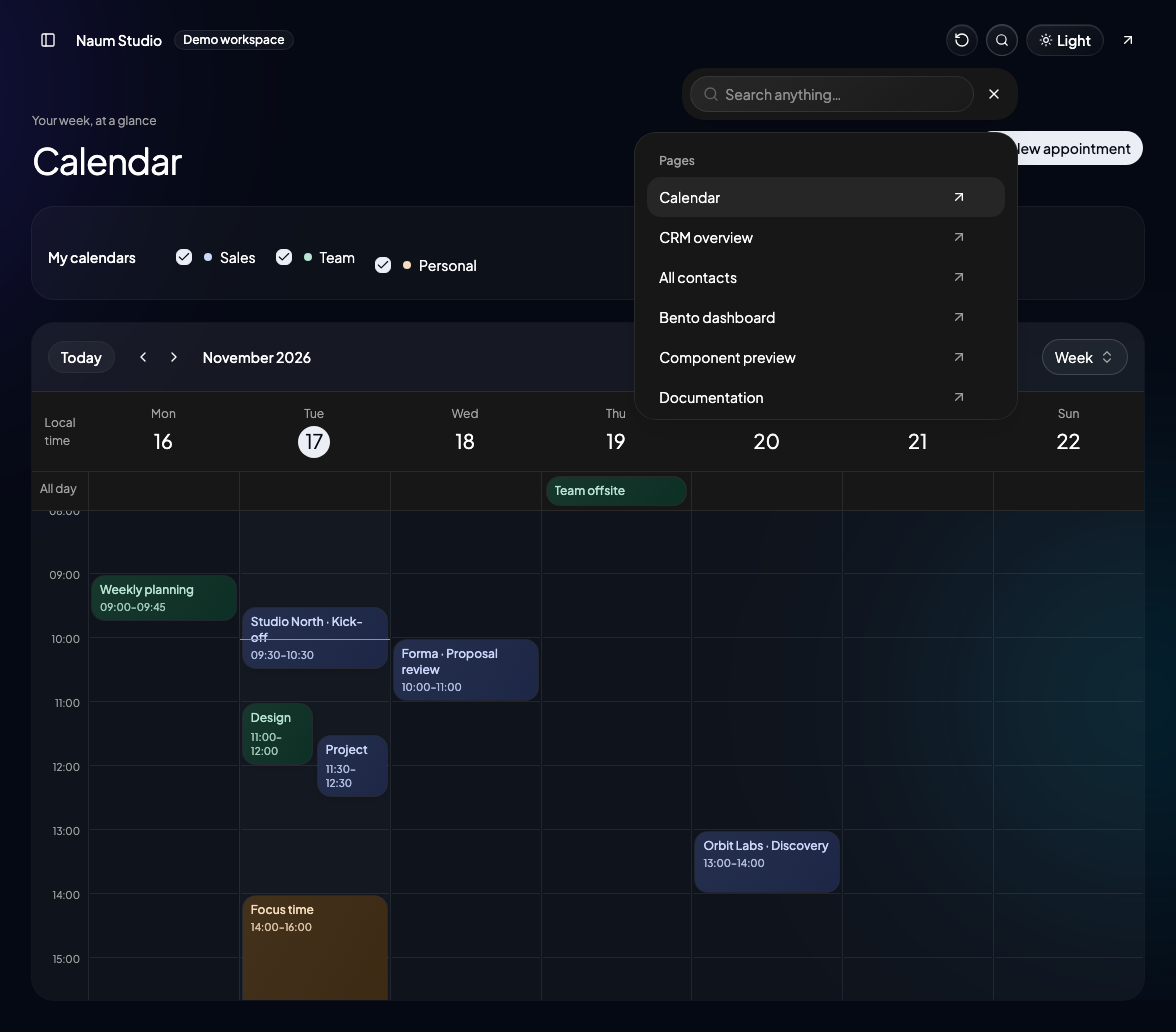 Naum Studio Demo workspace Light
Search anything...
Your week, at a glance
Calendar
New appointment
Pages
Calendar
CRM overview
All contacts
Bento dashboard
Component preview
Documentation
My calendars Sales Team Personal
Today November 2026 Week
Local
time
Mon Tue Wed Thu Sun
16 17 18 19 20 21 22
All day Team offsite
08:00
09:00
Weekly planning
09:00–09:45
Studio North · Kick-
off
09:30–10:30
10:00
Forma · Proposal
review
10:00–11:00
11:00
Design
11:00–
12:00
Project
11:30–
12:30
12:00
13:00
Orbit Labs · Discovery
13:00–14:00
14:00
Focus time
14:00–16:00
15:00